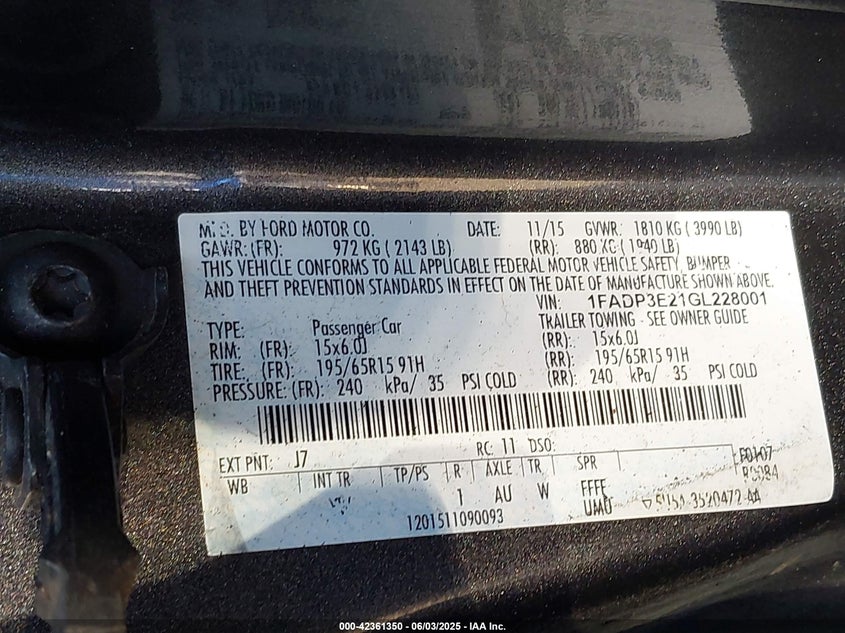 MFD. BY FORD MOTOR CO. DATE: 11/15 GVWR: 1810 KG ( 3990 LB)
GAWR:(FR): 972 KG ( 2143 LB) (RR): 880 KG ( 1940 LB)
THIS VEHICLE CONFORMS TO ALL APPLICABLE FEDERAL MOTOR VEHICLE SAFETY, BUMPER
AND THEFT PREVENTION STANDARDS IN EFFECT ON THE DATE OF MANUFACTURE SHOWN ABOVE.
VIN: 1FADP3E21GL228001
TYPE: Passenger Car TRAILER TOWING - SEE OWNER GUIDE
RIM: (FR): 15x6.0J (RR): 15x6.0J
TIRE: (FR): 195/65R15 91H (RR): 195/65R15 91H
PRESSURE: (FR): 240 kPa/ 35 PSI COLD (RR): 240 kPa/ 35 PSI COLD
EXT PNT: J7 RC: 11 DSO:
WB INT TR TP/PS R AXLE TR SPR
1 AU W FFFF
UMO
1201511090093
000-42361350 - 06/03/2025 - IAA Inc.